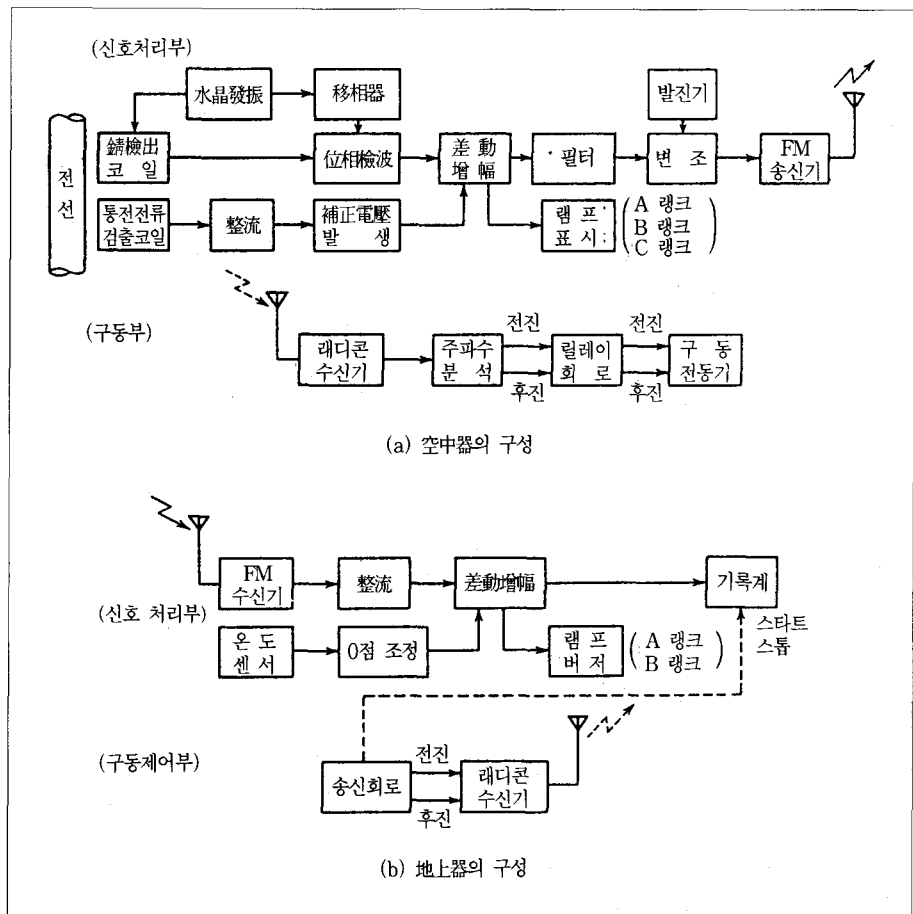 (신호처리부)
水晶發振
移相器
발진기
전선
錆檢出
코일
位相檢波
差動
增幅
필터
변조
FM
송신기
통전전류
검출코일
整流
補正電壓
발생
램프
표시
A 랭크
B 랭크
C 랭크
(구동부)
래디콘
수신기
주파수
분석
전진
후진
릴레이
회로
전진
후진
구동
전동기
(a) 空中器의 구성
FM
수신기
整流
差動增幅
기록계
(신호 처리부)
온도
센서
0점 조정
램프
버저
A 랭크
B 랭크
스타트
스톱
(구동제어부)
송신회로
전진
후진
래디콘
수신기
(b) 地上器의 구성